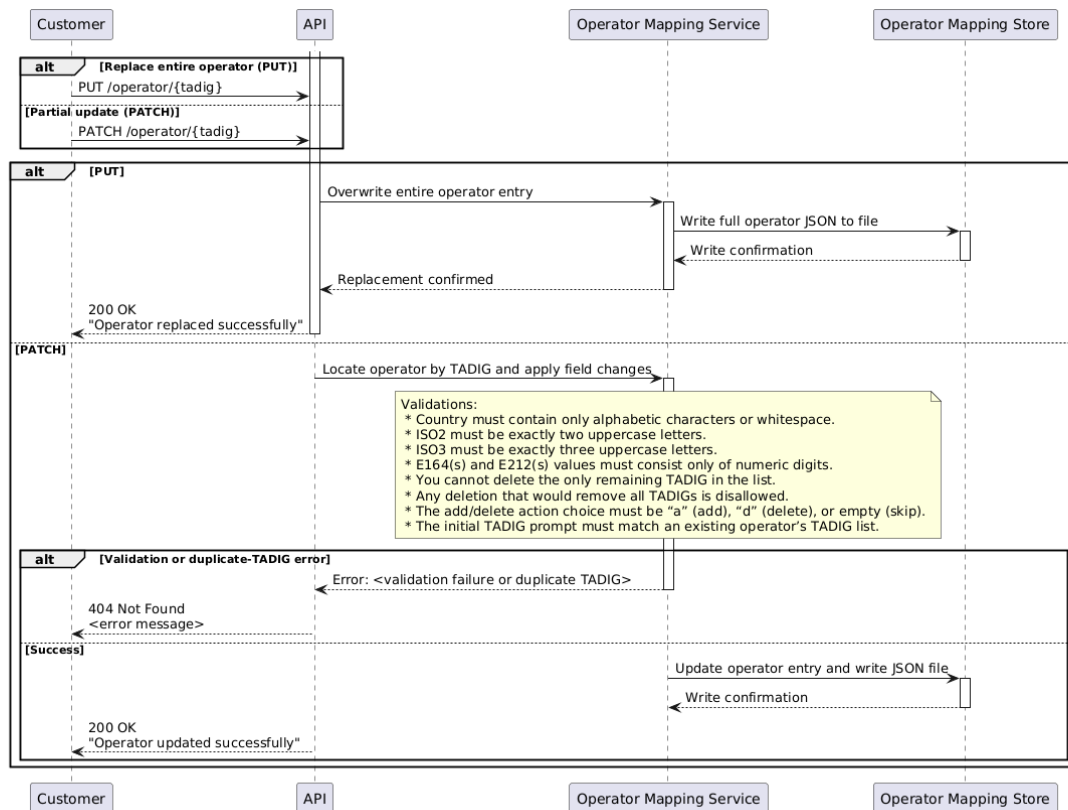 Customer
API
Operator Mapping Service
Operator Mapping Store
alt [Replace entire operator (PUT)]
PUT /operator/{tadig}
[Partial update (PATCH)]
PATCH /operator/{tadig}
alt [PUT]
Overwrite entire operator entry
Write full operator JSON to file
Write confirmation
Replacement confirmed
200 OK
"Operator replaced successfully"
[PATCH]
Locate operator by TADIG and apply field changes
Validations:
* Country must contain only alphabetic characters or whitespace.
* ISO2 must be exactly two uppercase letters.
* ISO3 must be exactly three uppercase letters.
* E164(s) and E212(s) values must consist only of numeric digits.
* You cannot delete the only remaining TADIG in the list.
* Any deletion that would remove all TADIGs is disallowed.
* The add/delete action choice must be “a” (add), “d” (delete), or empty (skip).
* The initial TADIG prompt must match an existing operator’s TADIG list.
alt [Validation or duplicate-TADIG error]
Error: <validation failure or duplicate TADIG>
404 Not Found
<error message>
[Success]
Update operator entry and write JSON file
Write confirmation
200 OK
"Operator updated successfully"
Customer
API
Operator Mapping Service
Operator Mapping Store